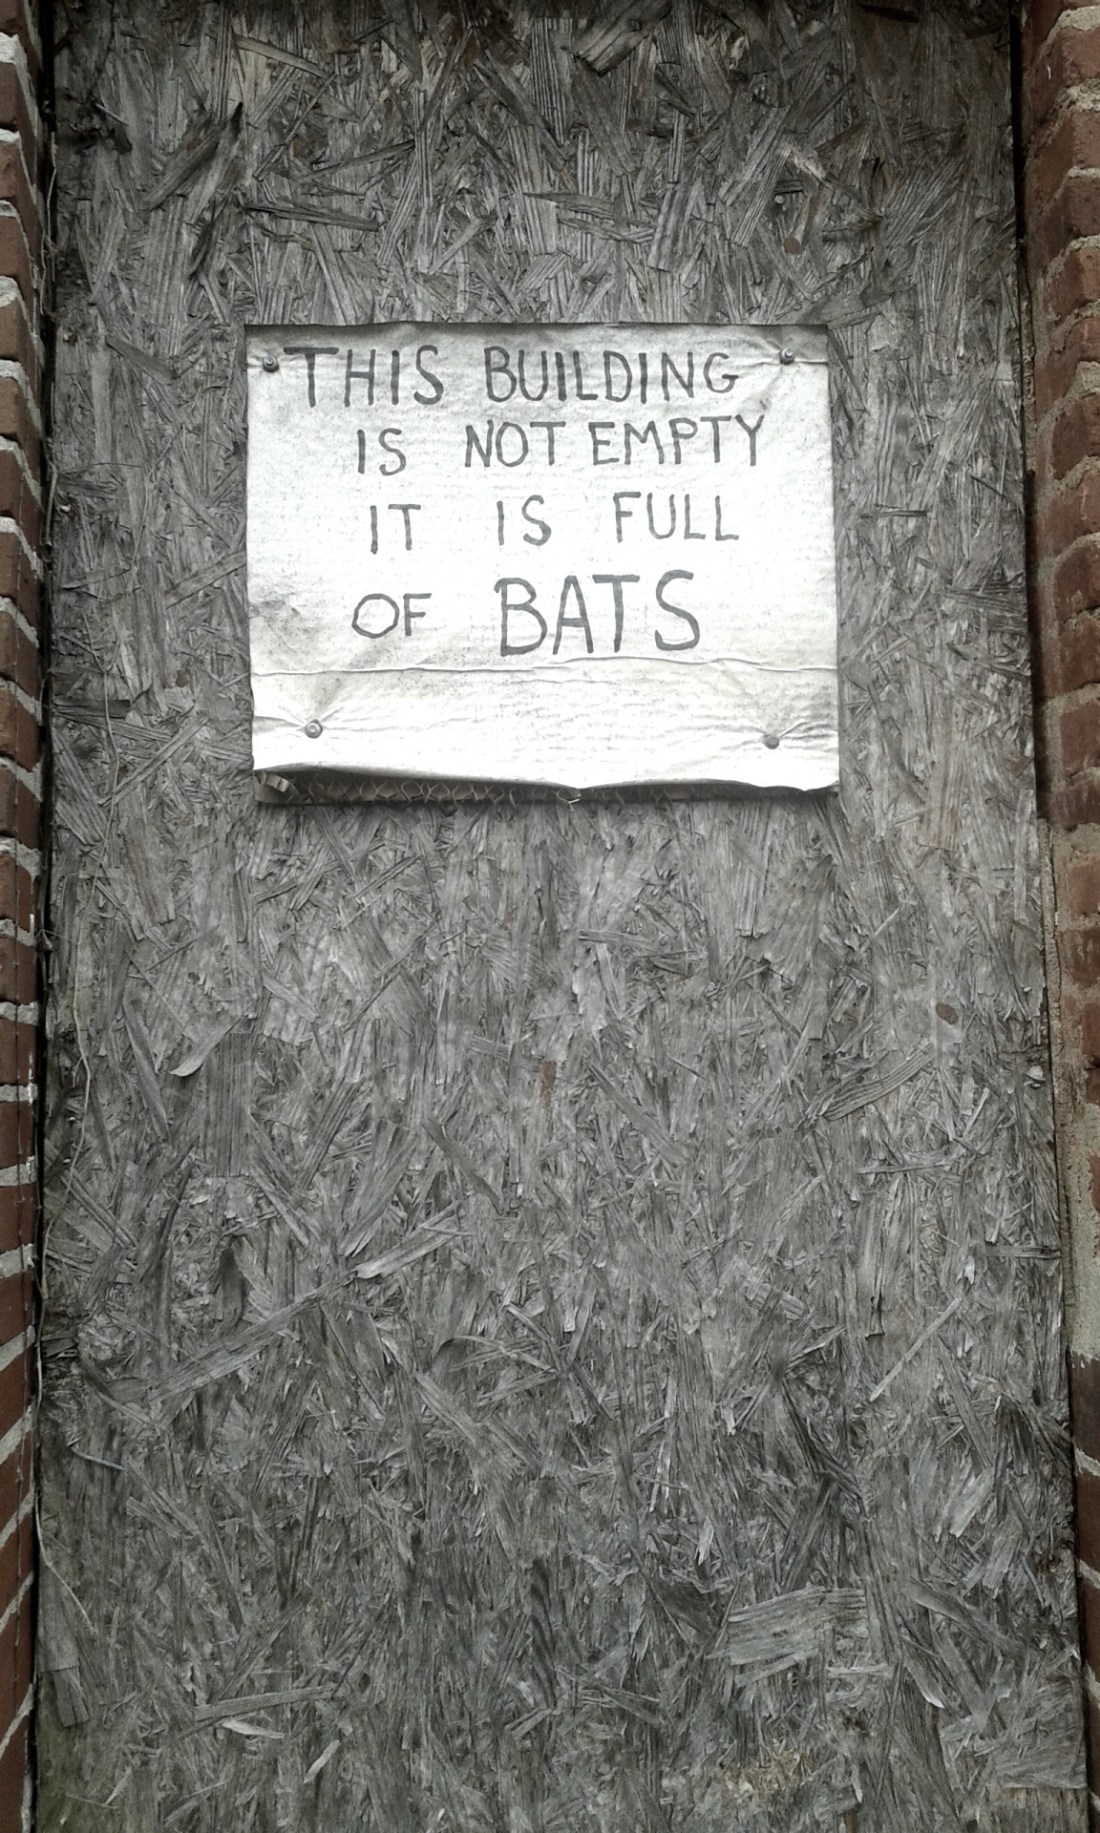 THIS BUILDING
IS NOT EMPTY
IT IS FULL
OF BATS